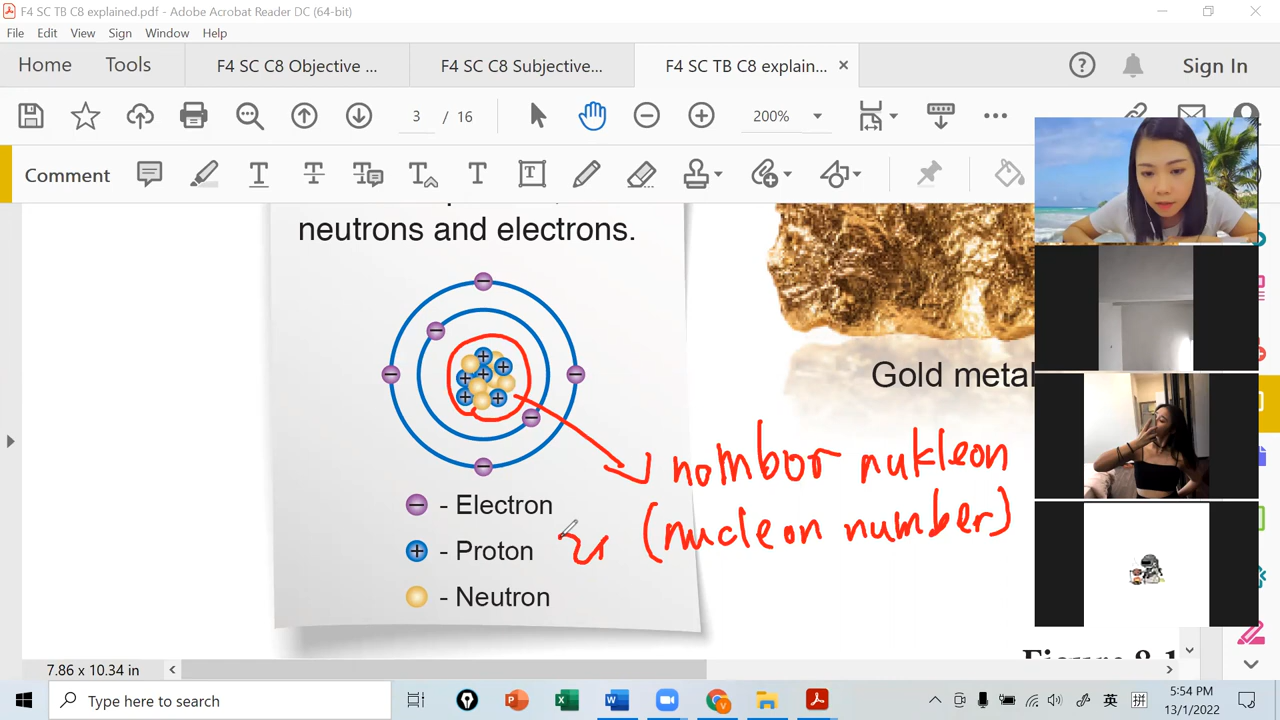 F4 SC TB C8 explained.pdf - Adobe Acrobat Reader DC (64-bit)
File Edit View Sign Window Help
Home Tools F4 SC C8 Objective ... F4 SC C8 Subjective... F4 SC TB C8 explain... Sign In
3 / 16 200%
Comment
neutrons and electrons.
Gold metal
nombor nukleon
(nucleon number)
- Electron
- Proton
- Neutron
7.86 x 10.34 in
Type here to search
英 拼
5:54 PM
13/1/2022